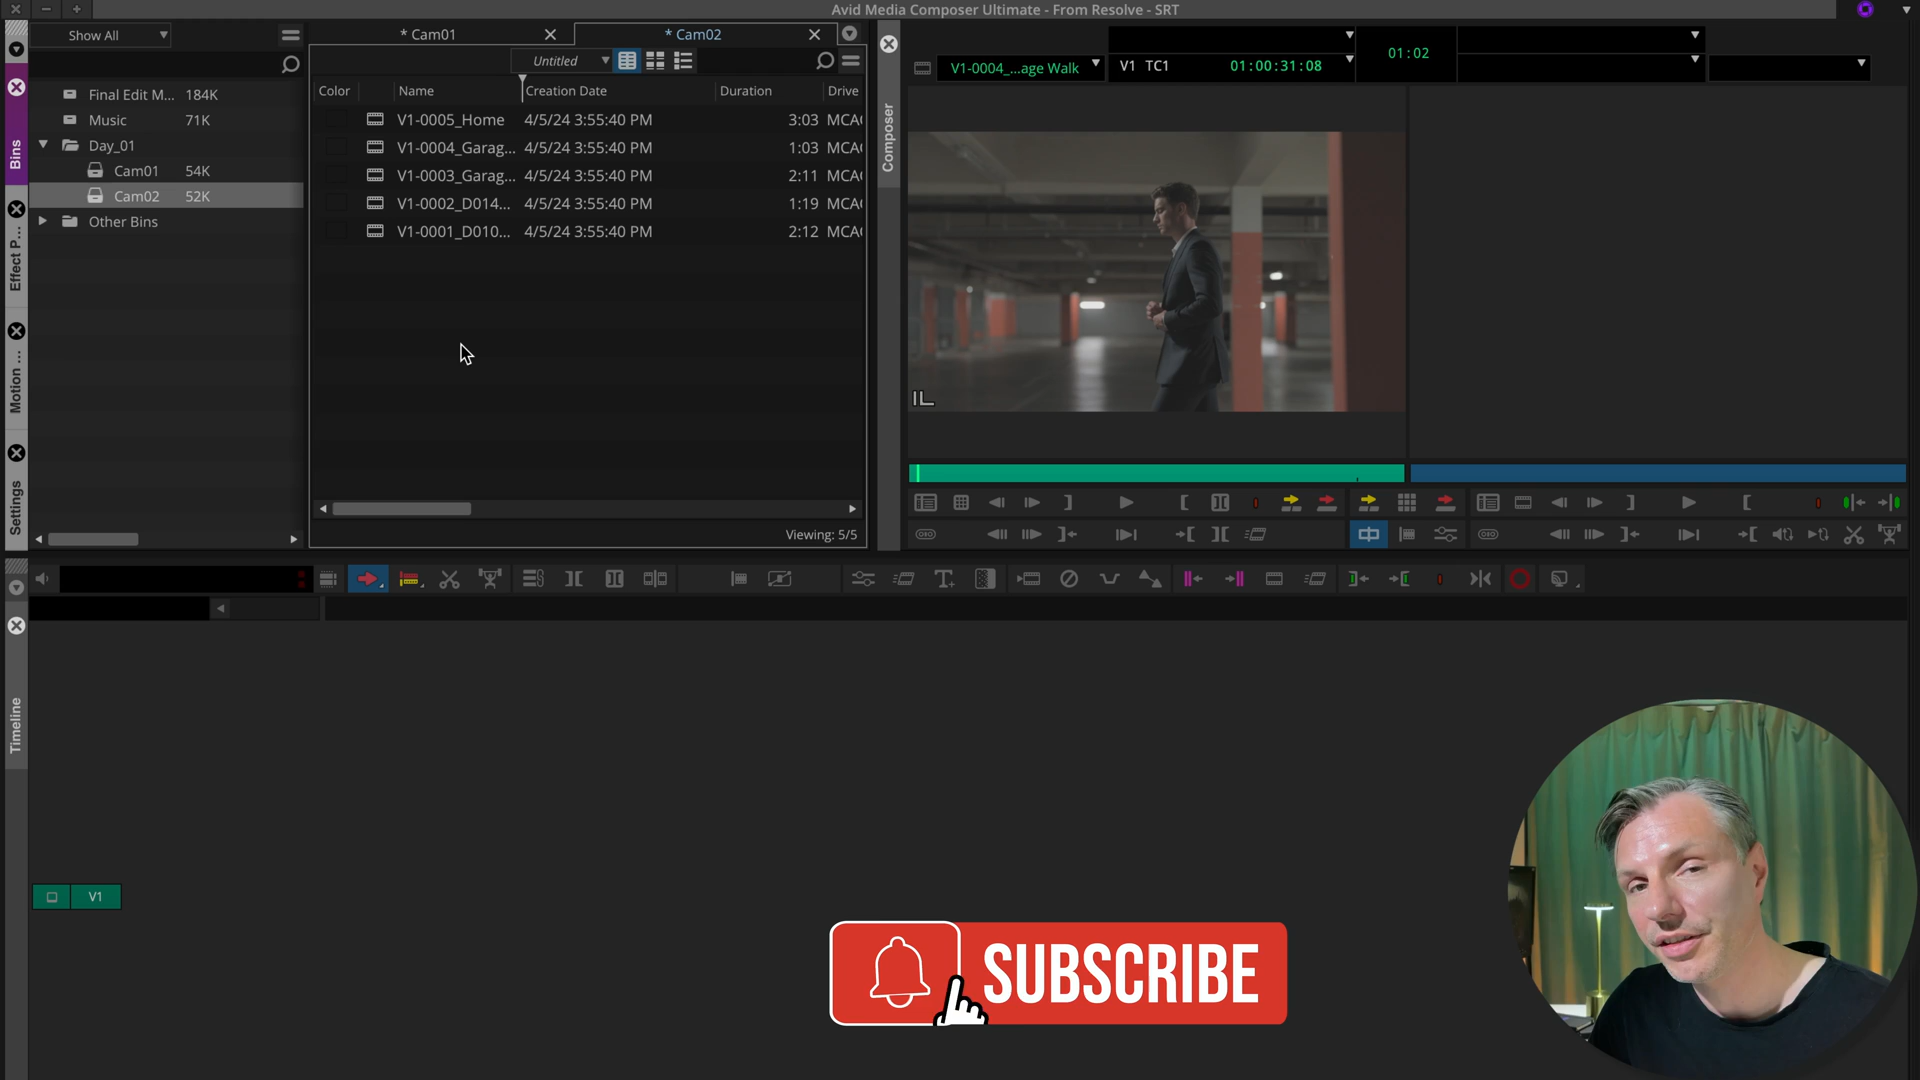 Avid Media Composer Ultimate - From Resolve - SRT
Show All
Final Edit M... 184K
Music 71K
Day_01
Cam01 54K
Cam02 52K
Other Bins
Bins
Effect P...
Motion ...
Settings
* Cam01
* Cam02
Untitled
Color Name Creation Date Duration Drive
V1-0005_Home 4/5/24 3:55:40 PM 3:03 MCA
V1-0004_Garag... 4/5/24 3:55:40 PM 1:03 MCA
V1-0003_Garag... 4/5/24 3:55:40 PM 2:11 MCA
V1-0002_D014... 4/5/24 3:55:40 PM 1:19 MCA
V1-0001_D010... 4/5/24 3:55:40 PM 2:12 MCA
Viewing: 5/5
Composer
V1-0004_...age Walk
V1 TC1 01:00:31:08
01:02
Timeline
V1
SUBSCRIBE